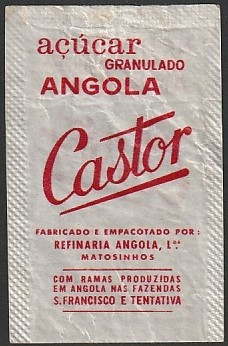 açúcar
GRANULADO
ANGOLA
Castor
FABRICADO E EMPACOTADO POR:
REFINARIA ANGOLA, L.DA
MATOSINHOS
COM RAMAS PRODUZIDAS
EM ANGOLA NAS FAZENDAS
S. FRANCISCO E TENTATIVA